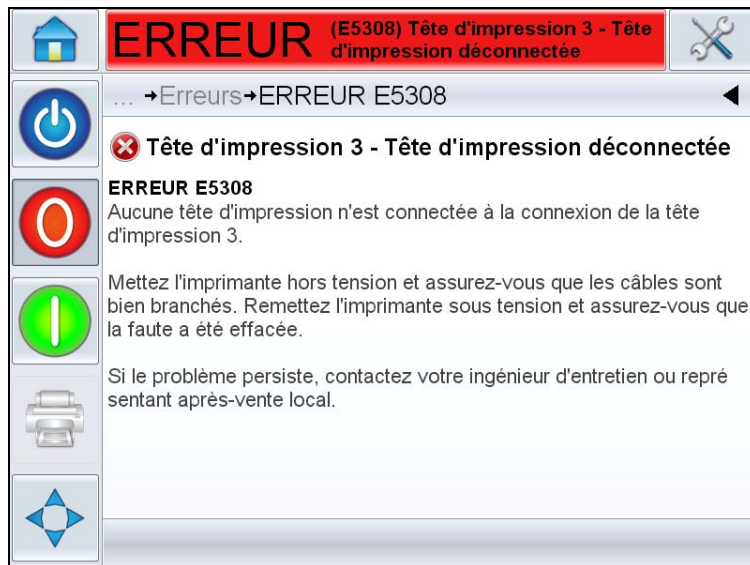 ERREUR
(E5308) Tête d'impression 3 - Tête
d'impression déconnectée
... →Erreurs→ERREUR E5308
Tête d'impression 3 - Tête d'impression déconnectée
ERREUR E5308
Aucune tête d'impression n'est connectée à la connexion de la tête
d'impression 3.
Mettez l'imprimante hors tension et assurez-vous que les câbles sont
bien branchés. Remettez l'imprimante sous tension et assurez-vous que
la faute a été effacée.
Si le problème persiste, contactez votre ingénieur d'entretien ou repré
sentant après-vente local.